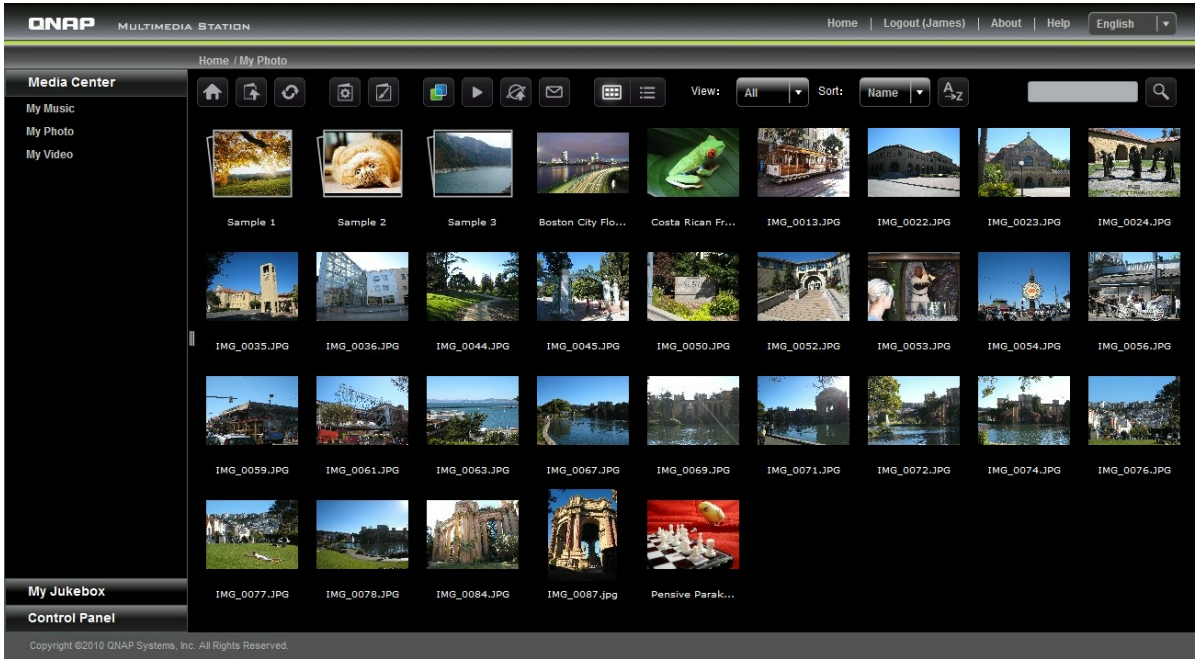 QNAP MULTIMEDIA STATION
Home | Logout (James) | About | Help English
Home / My Photo
Media Center
My Music
My Photo
My Video
View: All Sort: Name A→Z
Sample 1 Sample 2 Sample 3 Boston City Flo... Costa Rican Fr... IMG_0013.JPG IMG_0022.JPG IMG_0023.JPG IMG_0024.JPG
IMG_0035.JPG IMG_0036.JPG IMG_0044.JPG IMG_0045.JPG IMG_0050.JPG IMG_0052.JPG IMG_0053.JPG IMG_0054.JPG IMG_0056.JPG
IMG_0059.JPG IMG_0061.JPG IMG_0063.JPG IMG_0067.JPG IMG_0069.JPG IMG_0071.JPG IMG_0072.JPG IMG_0074.JPG IMG_0076.JPG
IMG_0077.JPG IMG_0078.JPG IMG_0084.JPG IMG_0087.jpg Pensive Parak...
My Jukebox
Control Panel
Copyright ©2010 QNAP Systems, Inc. All Rights Reserved.